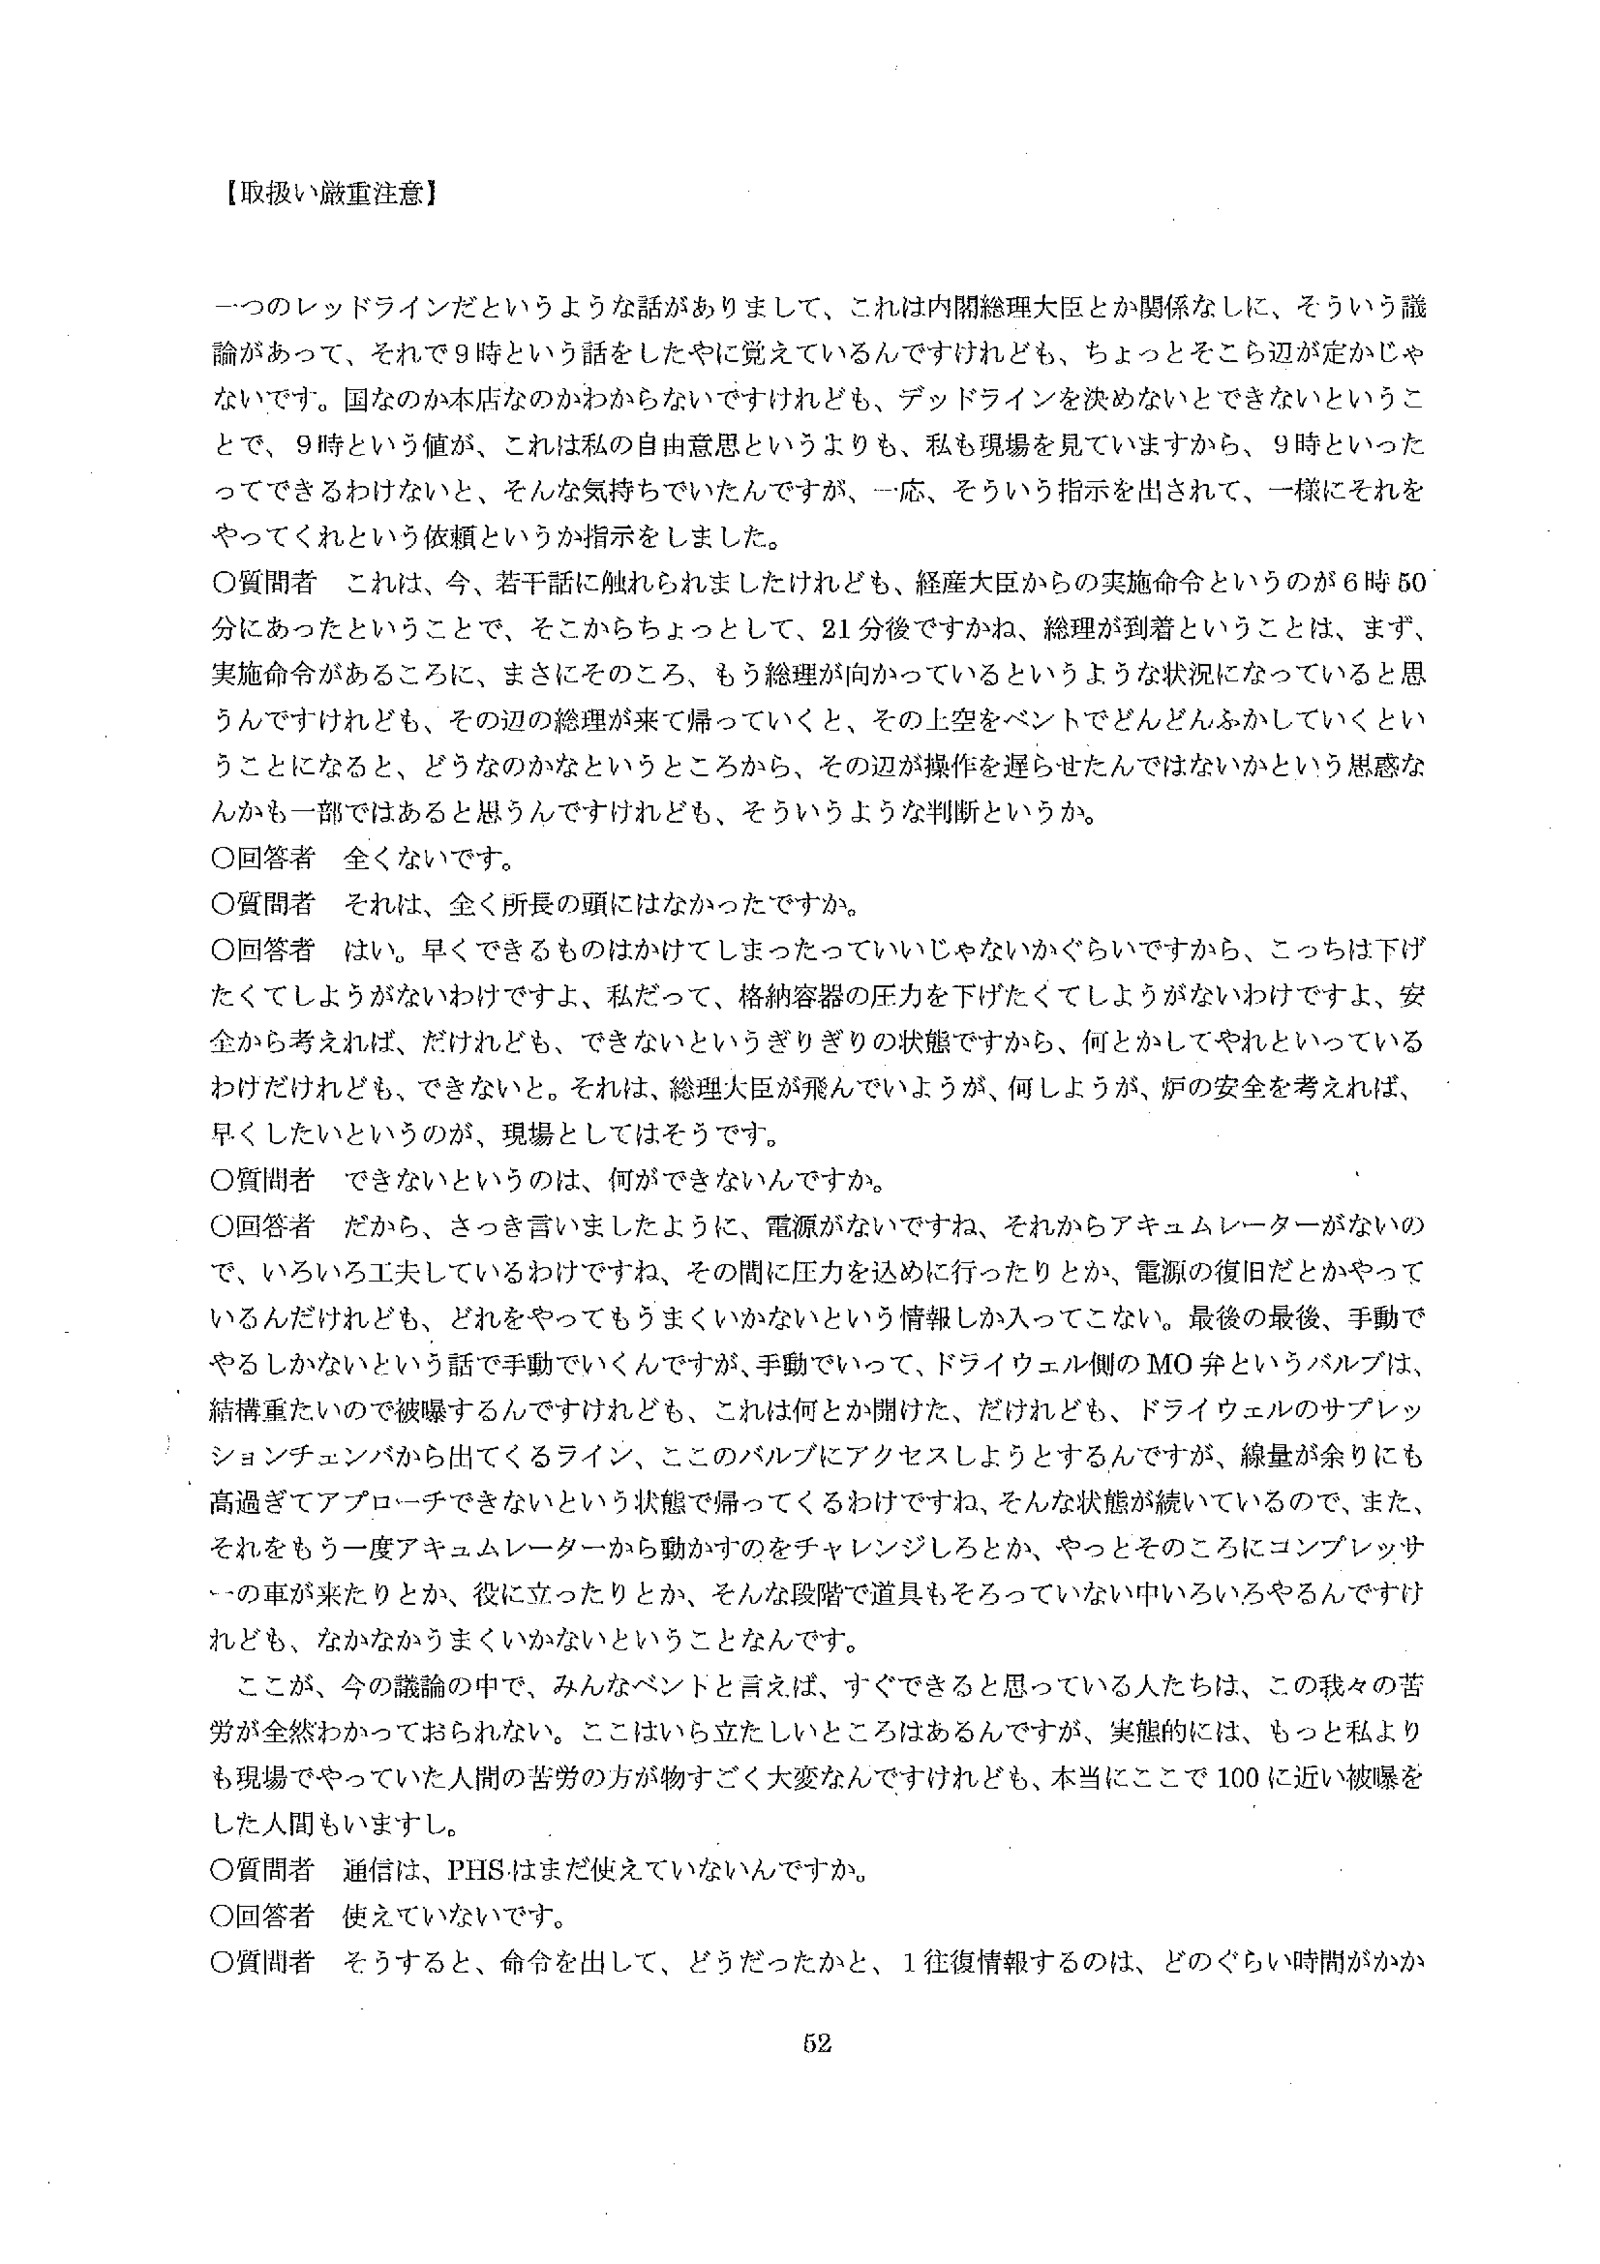 【取扱い厳重注意】
一つのレッドラインだというような話がありまして、これは内閣総理大臣とか関係なしに、そういう議
論があって、それで９時という話をしたやに覚えているんですけれども、ちょっとそこら辺が定かじゃ
ないです。国なのか本店なのかわからないですけれども、デッドラインを決めないとできないというこ
とで、９時という値が、これは私の自由意思というよりも、私も現場を見ていますから、９時といった
ってできるわけないと、そんな気持ちでいたんですが、一応、そういう指示を出されて、一様にそれを
やってくれという依頼というか指示をしました。
〇質問者　これは、今、若干話に触れられましたけれども、経産大臣からの実施命令というのが６時50
分にあったということで、そこからちょっとして、21分後ですかね、総理が到着ということは、まず、
実施命令があるころに、まさにそのころ、もう総理が向かっているというような状況になっていると思
うんですけれども、その辺の総理が来て帰っていくと、その上空をベントでどんどんふかしていくとい
うことになると、どうなのかなというところから、その辺が操作を遅らせたんではないかという思惑な
んかも一部ではあると思うんですけれども、そういうような判断というか。
〇回答者　全くないです。
〇質問者　それは、全く所長の頭にはなかったですか。
〇回答者　はい。早くできるものはかけてしまったっていいじゃないかぐらいですから、こっちは下げ
たくてしようがないわけですよ、私だって、格納容器の圧力を下げたくてしようがないわけですよ、安
全から考えれば、だけれども、できないというぎりぎりの状態ですから、何とかしてやれといっている
わけだけれども、できないと。それは、総理大臣が飛んでいようが、何しようが、炉の安全を考えれば、
早くしたいというのが、現場としてはそうです。
〇質問者　できないというのは、何ができないんですか。
〇回答者　だから、さっき言いましたように、電源がないですね、それからアキュムレーターがないの
で、いろいろ工夫しているわけですね、その間に圧力を込めに行ったりとか、電源の復旧だとかやって
いるんだけれども、どれをやってもうまくいかないという情報しか入ってこない。最後の最後、手動で
やるしかないという話で手動でいくんですが、手動でいって、ドライウェル側のMO弁というバルブは、
結構重たいので被曝するんですけれども、これは何とか開けた、だけれども、ドライウェルのサプレッ
ションチェンバから出てくるライン、ここのバルブにアクセスしようとするんですが、線量が余りにも
高過ぎてアプローチできないという状態で帰ってくるわけですね、そんな状態が続いているので、また、
それをもう一度アキュムレーターから動かすのをチャレンジしろとか、やっとそのころにコンプレッサ
ーの車が来たりとか、役に立ったりとか、そんな段階で道具もそろっていない中いろいろやるんですけ
れども、なかなかうまくいかないということなんです。
　ここが、今の議論の中で、みんなベントと言えば、すぐできると思っている人たちは、この我々の苦
労が全然わかっておられない。ここはいら立たしいところはあるんですが、実態的には、もっと私より
も現場でやっていた人間の苦労の方が物すごく大変なんですけれども、本当にここで100に近い被曝を
した人間もいますし。
〇質問者　通信は、PHSはまだ使えていないんですか。
〇回答者　使えていないです。
〇質問者　そうすると、命令を出して、どうだったかと、１往復情報するのは、どのぐらい時間がかか
52